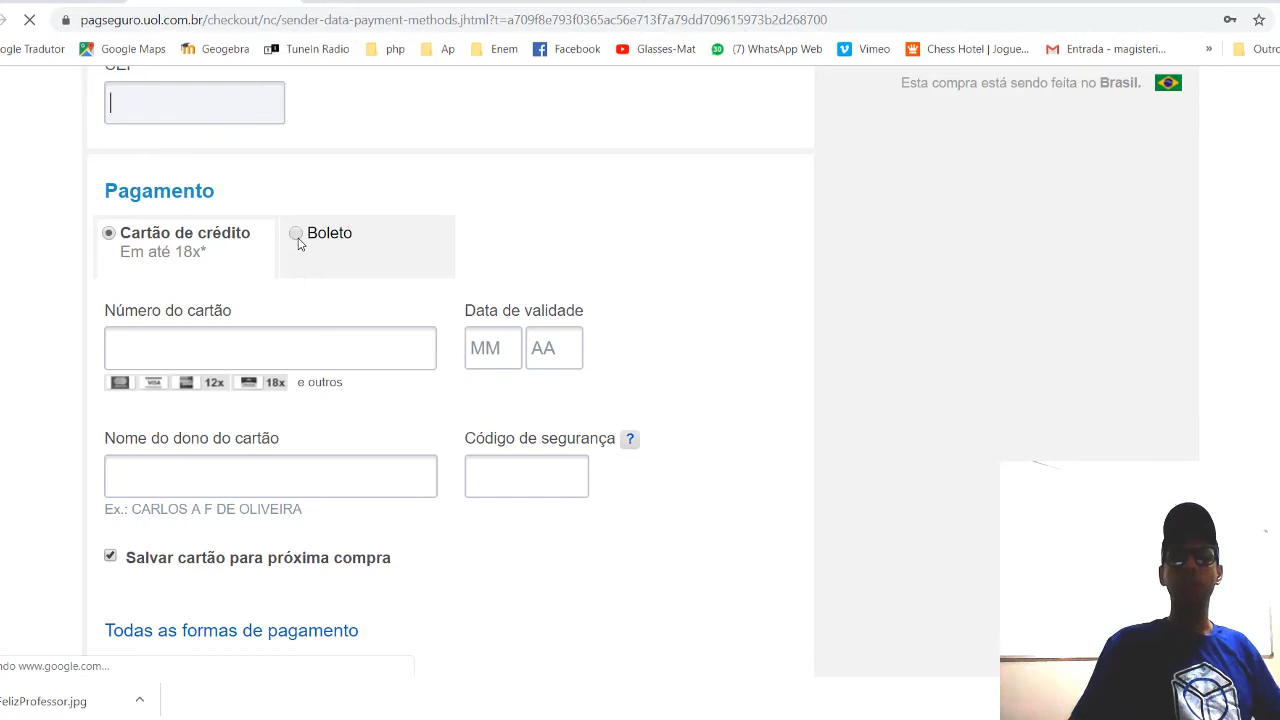 pagseguro.uol.com.br/checkout/nc/sender-data-payment-methods.jhtml?t=a709f8e793f0365ac56e713f7a79dd709615973b2d268700
ogle Tradutor Google Maps Geogebra TuneIn Radio php Ap Enem Facebook Glasses-Mat (7) WhatsApp Web Vimeo Chess Hotel | Jogue... Entrada - magisteri... » Outro
CEP
Esta compra está sendo feita no Brasil.
Pagamento
Cartão de crédito
Em até 18x*
Boleto
Número do cartão
Data de validade
MM AA
VISA 12x 18x e outros
Nome do dono do cartão
Código de segurança ?
Ex.: CARLOS A F DE OLIVEIRA
Salvar cartão para próxima compra
Todas as formas de pagamento
ndo www.google.com...
FelizProfessor.jpg